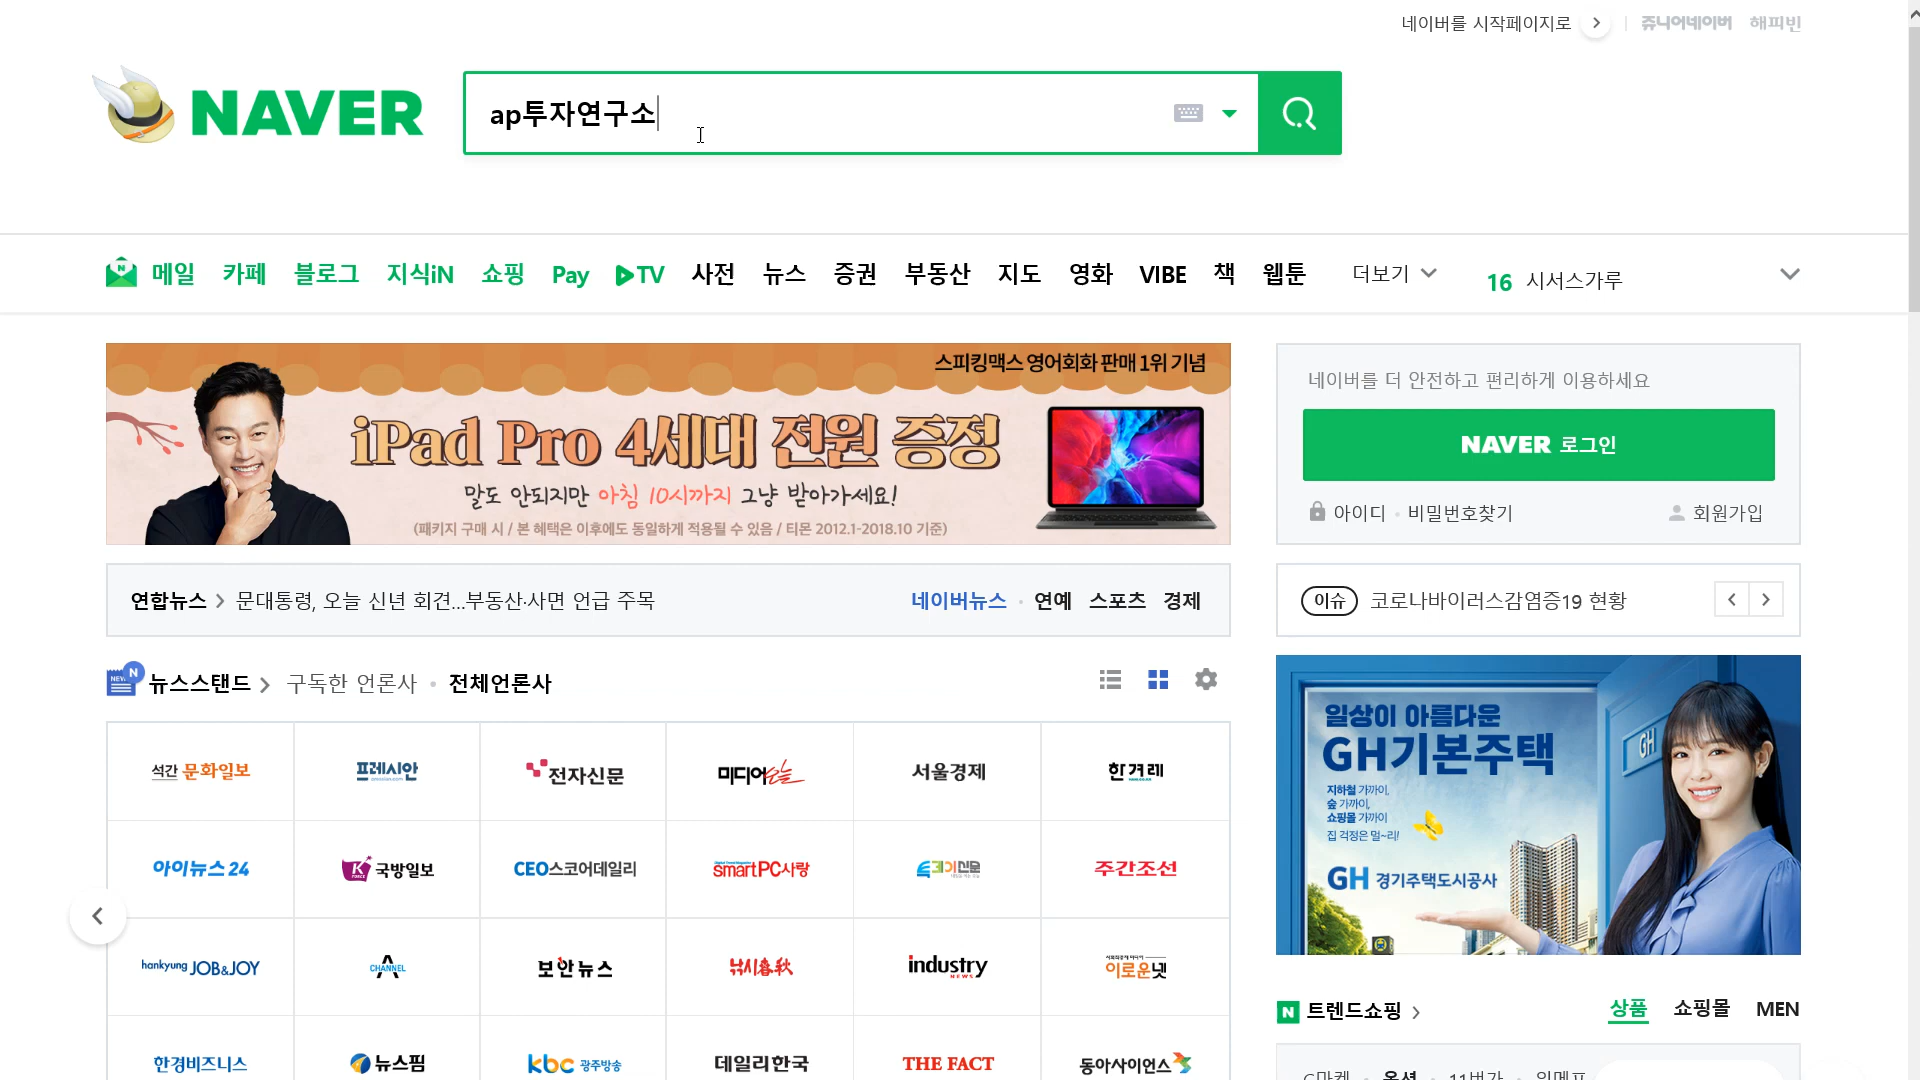 네이버를 시작페이지로
쥬니어네이버 해피빈
NAVER
ap투자연구소
메일 카페 블로그 지식iN 쇼핑 Pay TV 사전 뉴스 증권 부동산 지도 영화 VIBE 책 웹툰 더보기
16 시서스가루
스피킹맥스 영어회화 판매 1위 기념
iPad Pro 4세대 전원 증정
말도 안되지만 아침 10시까지 그냥 받아가세요!
(패키지 구매 시 / 본 혜택은 이후에도 동일하게 적용될 수 있음 / 티몬 2012.1-2018.10 기준)
네이버를 더 안전하고 편리하게 이용하세요
NAVER 로그인
아이디 · 비밀번호찾기 회원가입
연합뉴스 > 문대통령, 오늘 신년 회견...부동산·사면 언급 주목
네이버뉴스 · 연예 스포츠 경제
이슈 코로나바이러스감염증19 현황
NEWS N 뉴스스탠드 > 구독한 언론사 · 전체언론사
석간 문화일보 프레시안 전자신문 미디어오늘 서울경제 한겨레
아이뉴스24 K 국방일보 CEO스코어데일리 smartPC사랑 주간조선
hankyung JOB&JOY CHANNEL A 보안뉴스 낚시춘추 industry NEWS 이로운넷
한경비즈니스 뉴스핌 kbc 광주방송 데일리한국 THE FACT 동아사이언스
일상이 아름다운
GH기본주택
지하철 가까이,
숲 가까이,
쇼핑몰 가까이
집 걱정은 멀~리!
GH
GH 경기주택도시공사
N 트렌드쇼핑 >
상품 쇼핑몰 MEN
G마켓 · 옥션 · 11번가 · 위메프